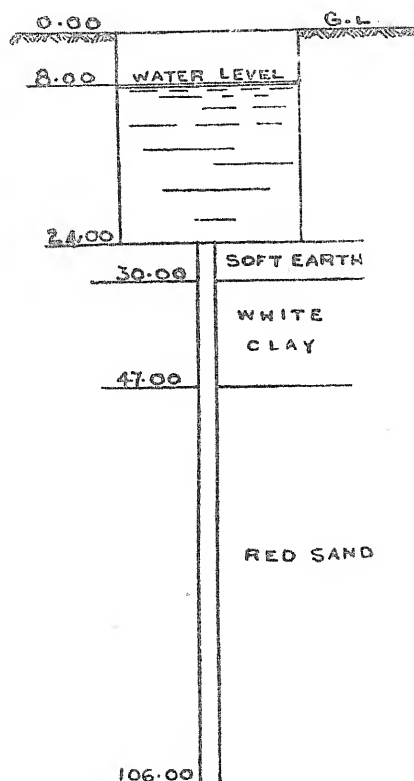 0.00 G.L
8.00 WATER LEVEL
24.00
SOFT EARTH
30.00
WHITE
CLAY
47.00
RED SAND
106.00